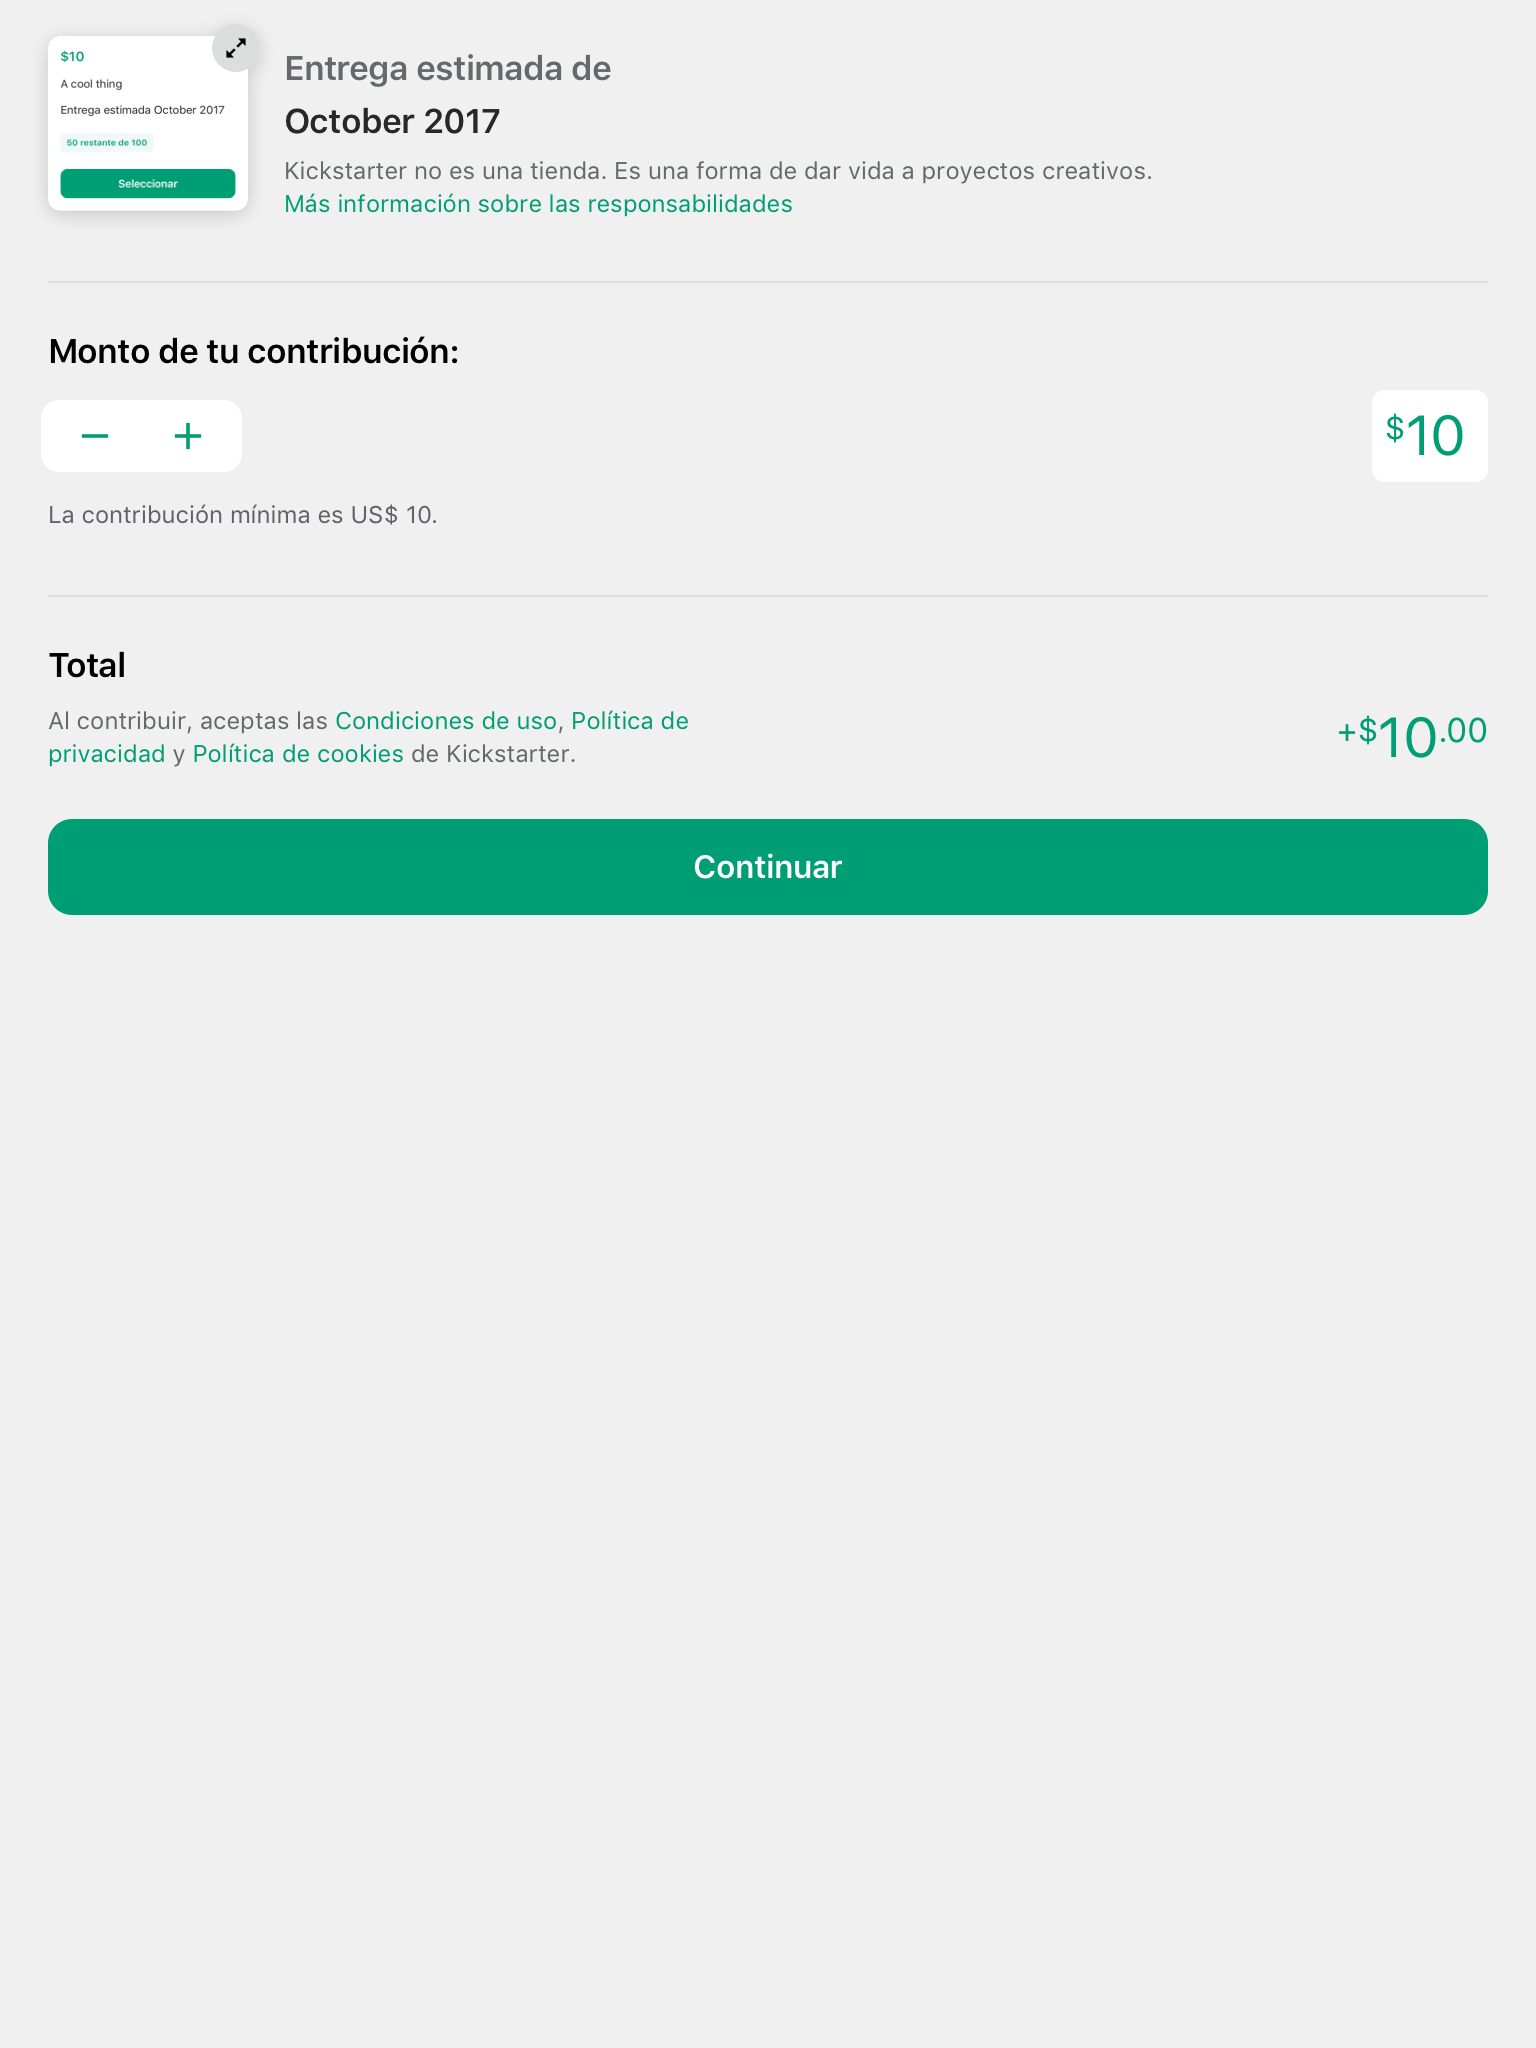 $10
A cool thing
Entrega estimada October 2017
50 restante de 100
Seleccionar
Entrega estimada de
October 2017
Kickstarter no es una tienda. Es una forma de dar vida a proyectos creativos.
Más información sobre las responsabilidades
Monto de tu contribución:
− +
$10
La contribución mínima es US$ 10.
Total
Al contribuir, aceptas las Condiciones de uso, Política de
privacidad y Política de cookies de Kickstarter.
+$10.00
Continuar